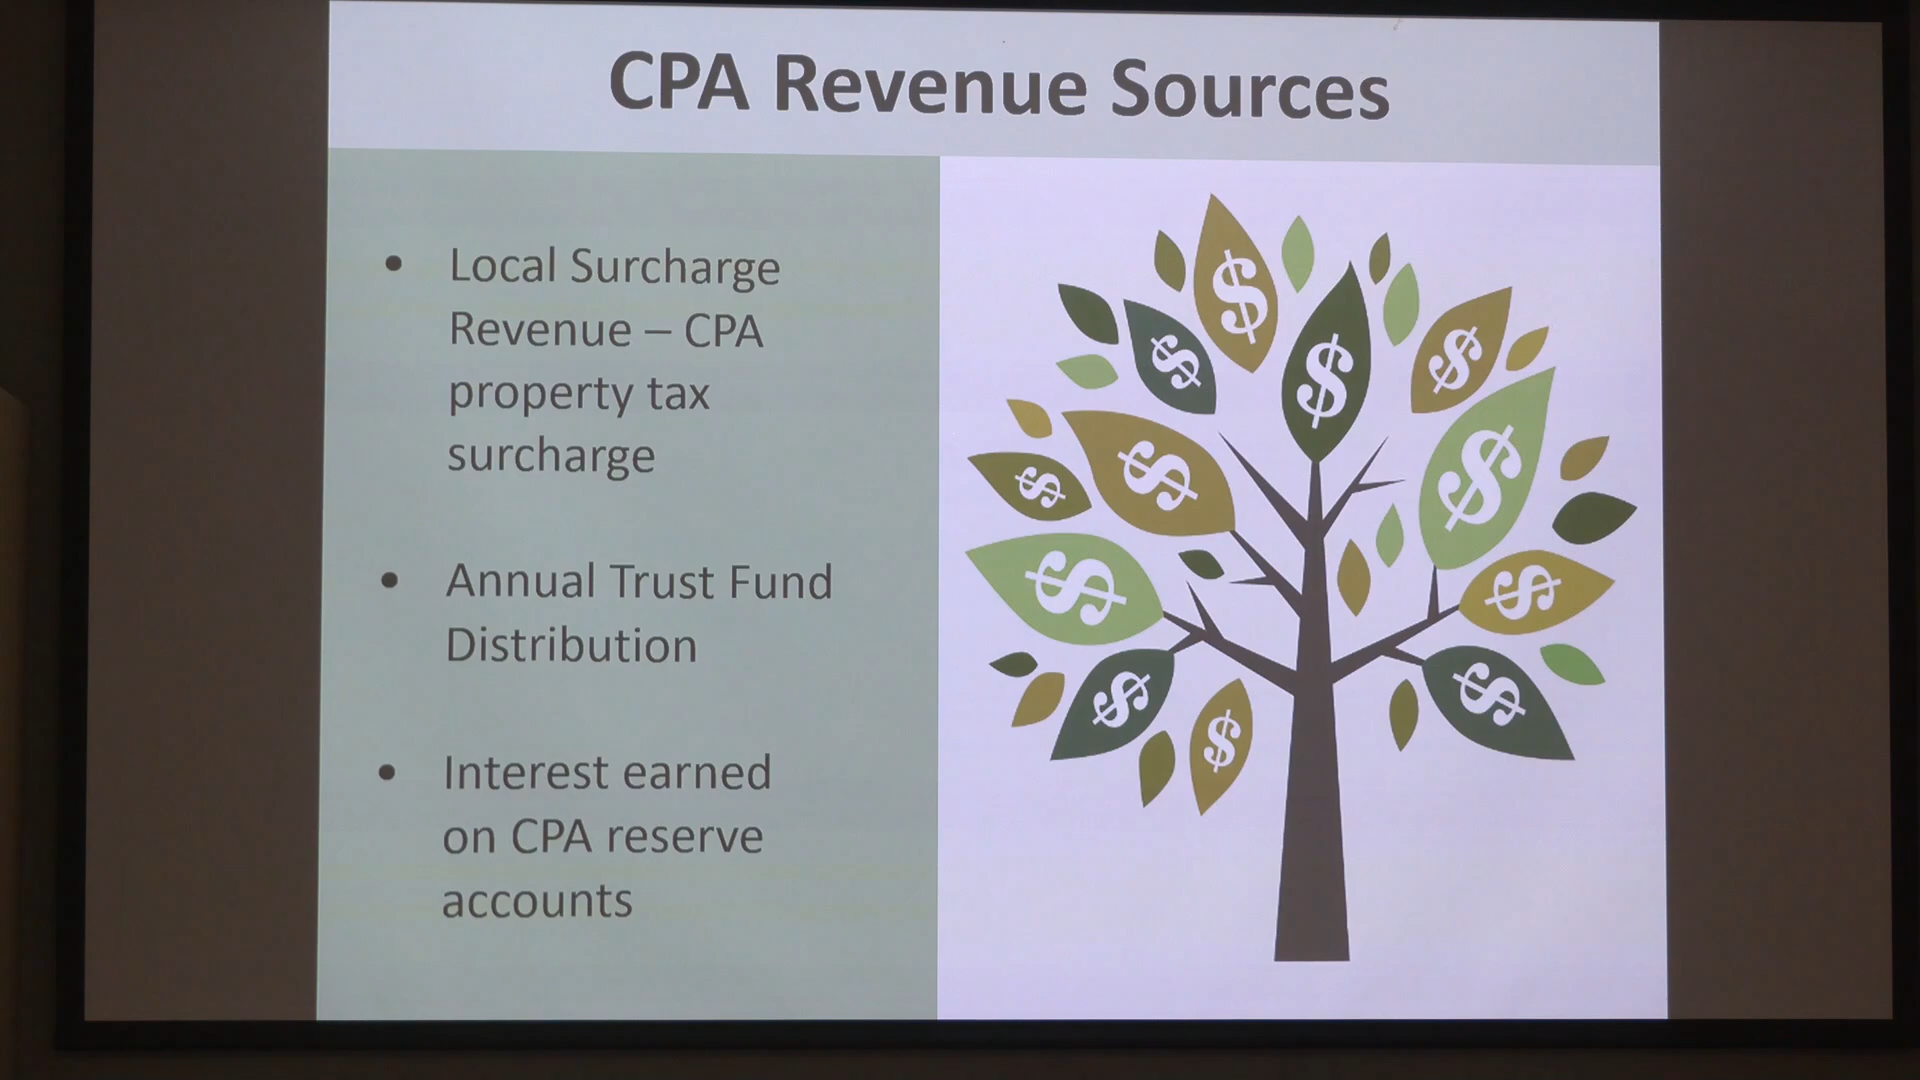 CPA Revenue Sources
• Local Surcharge
Revenue – CPA
property tax
surcharge
• Annual Trust Fund
Distribution
• Interest earned
on CPA reserve
accounts
$
$
$
$
$
$
$
$
$
$
$
$